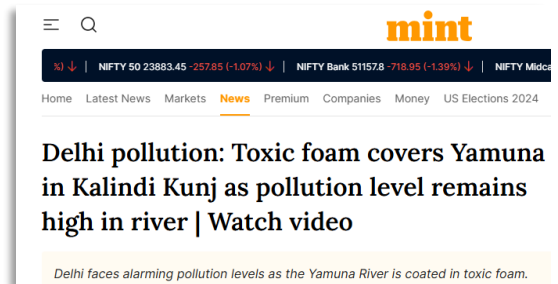 mint
%) ↓ | NIFTY 50 23883.45 -257.85 (-1.07%) ↓ | NIFTY Bank 51157.8 -718.95 (-1.39%) ↓ | NIFTY Midca
Home Latest News Markets News Premium Companies Money US Elections 2024
Delhi pollution: Toxic foam covers Yamuna
in Kalindi Kunj as pollution level remains
high in river | Watch video
Delhi faces alarming pollution levels as the Yamuna River is coated in toxic foam.